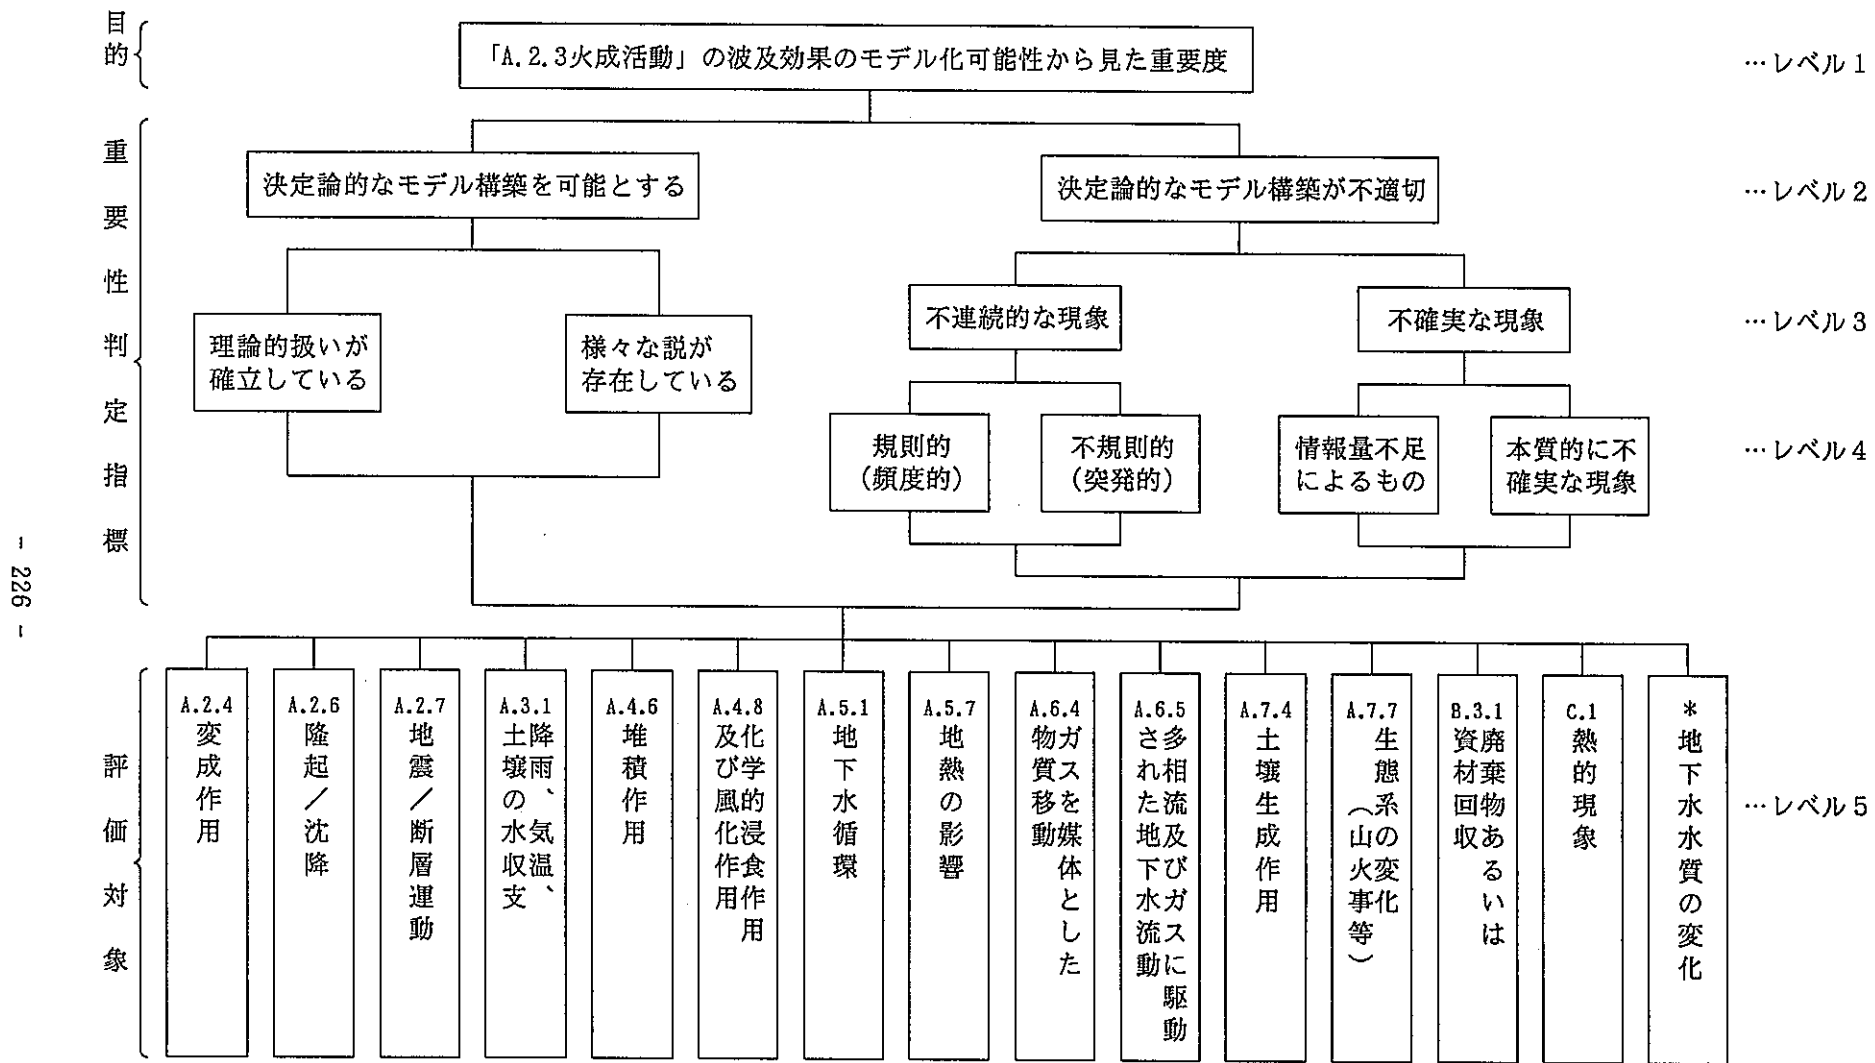 目的
「A.2.3火成活動」の波及効果のモデル化可能性から見た重要度
…レベル1
重要性判定指標
決定論的なモデル構築を可能とする
決定論的なモデル構築が不適切
…レベル2
不連続的な現象
不確実な現象
…レベル3
理論的扱いが
確立している
様々な説が
存在している
規則的
(頻度的)
不規則的
(突発的)
情報量不足
によるもの
本質的に不
確実な現象
…レベル4
- 226 -
評価対象
A.2.4
変成作用
A.2.6
隆起/沈降
A.2.7
地震/断層運動
A.3.1
降雨、気温、
土壌の水収支
A.4.6
堆積作用
A.4.8
化学的浸食作用
及び風化作用
A.5.1
地下水循環
A.5.7
地熱の影響
A.6.4
ガスを媒体とした
物質移動
A.6.5
多相流及びガスに駆動
された地下水流動
A.7.4
土壌生成作用
A.7.7
生態系の変化
(山火事等)
B.3.1
廃棄物あるいは
資材回収
C.1
熱的現象
*
地下水水質の変化
…レベル5